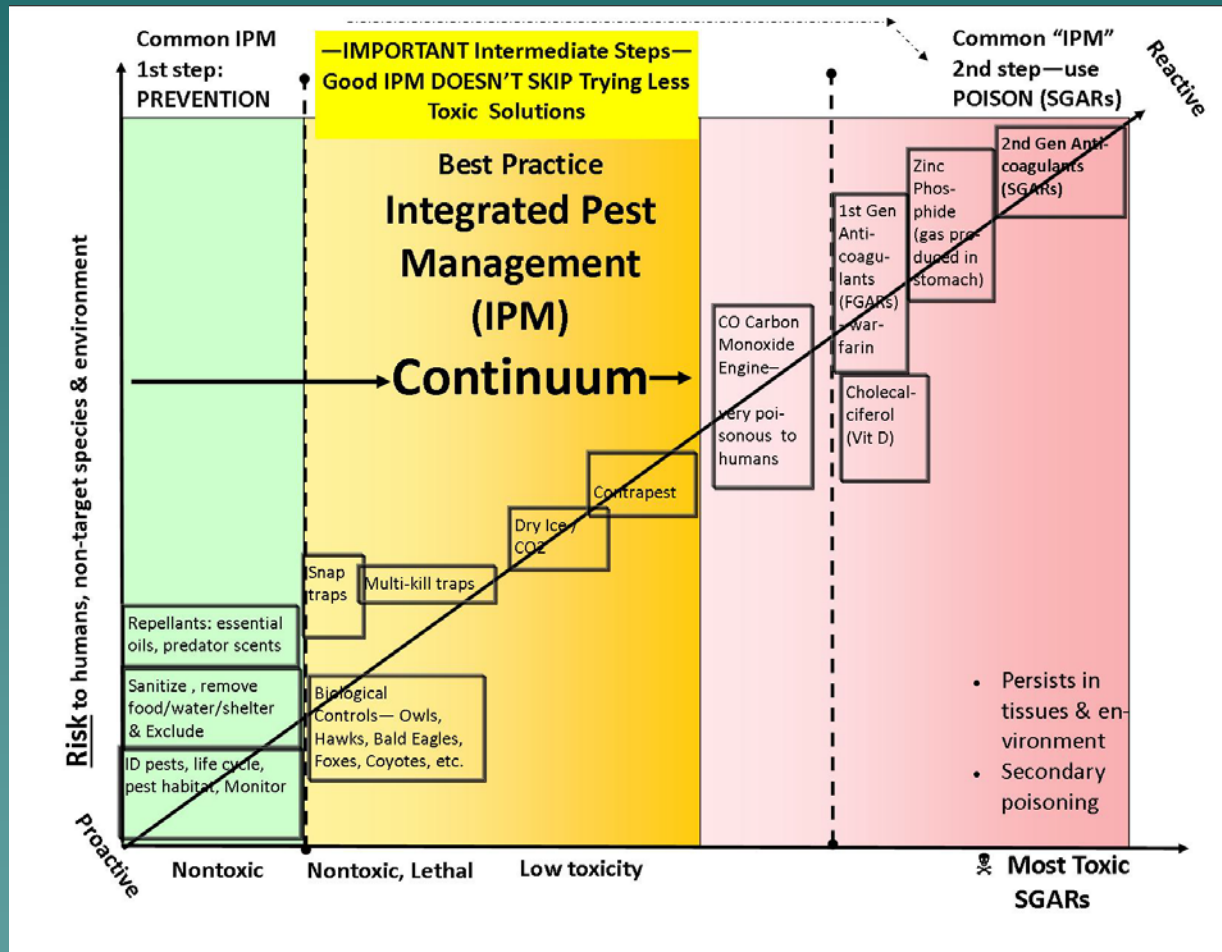 Common IPM
1st step:
PREVENTION
—IMPORTANT Intermediate Steps—
Good IPM DOESN'T SKIP Trying Less
Toxic Solutions
Common “IPM”
2nd step—use
POISON (SGARs)
Reactive
Best Practice
Integrated Pest
Management
(IPM)
Continuum
2nd Gen Anti-
coagulants
(SGARs)
Zinc
Phos-
phide
(gas pro-
duced in
stomach)
1st Gen
Anti-
coagu-
lants
(FGARs)
- war-
farin
Cholecal-
ciferol
(Vit D)
CO Carbon
Monoxide
Engine—
very poi-
sonous to
humans
Contrapest
Dry Ice /
CO2
Snap
traps
Multi-kill traps
Biological
Controls— Owls,
Hawks, Bald Eagles,
Foxes, Coyotes, etc.
Repellants: essential
oils, predator scents
Sanitize , remove
food/water/shelter
& Exclude
ID pests, life cycle,
pest habitat, Monitor
• Persists in
tissues & en-
vironment
• Secondary
poisoning
Risk to humans, non-target species & environment
Proactive
Nontoxic
Nontoxic, Lethal
Low toxicity
☠ Most Toxic
SGARs